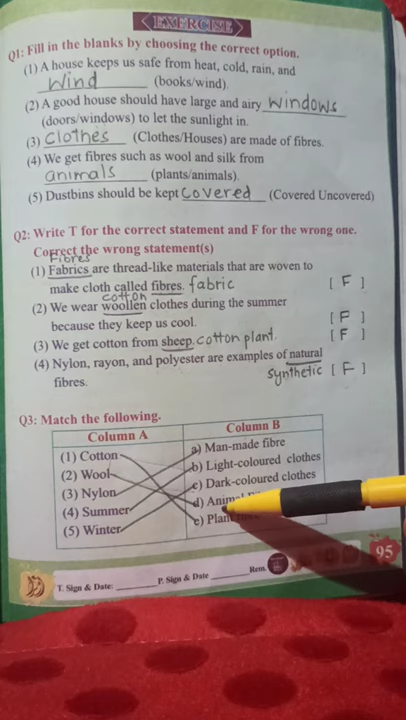 EXERCISE
Q1: Fill in the blanks by choosing the correct option.
(1) A house keeps us safe from heat, cold, rain, and
Wind (books/wind).
(2) A good house should have large and airy windows
(doors/windows) to let the sunlight in.
(3) Clothes (Clothes/Houses) are made of fibres.
(4) We get fibres such as wool and silk from
animals (plants/animals).
(5) Dustbins should be kept Covered (Covered Uncovered)
Q2: Write T for the correct statement and F for the wrong one.
Correct the wrong statement(s)
Fibres
(1) Fabrics are thread-like materials that are woven to
make cloth called fibres. fabric [ F ]
cotton
(2) We wear woollen clothes during the summer
because they keep us cool. [ F ]
(3) We get cotton from sheep. cotton plant. [ F ]
(4) Nylon, rayon, and polyester are examples of natural
fibres. synthetic [ F ]
Q3: Match the following.
Column A Column B
(1) Cotton a) Man-made fibre
(2) Wool b) Light-coloured clothes
(3) Nylon c) Dark-coloured clothes
(4) Summer d)
(5) Winter e)
95
T. Sign & Date: P. Sign & Date Rem.